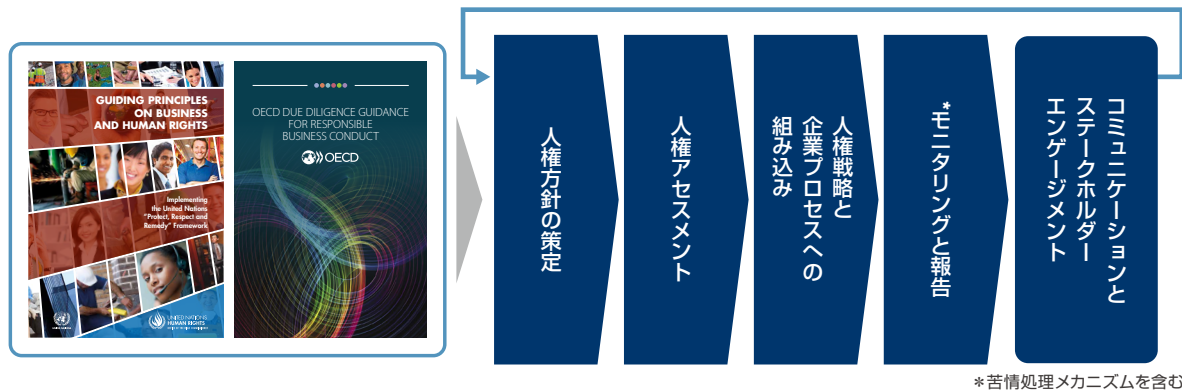 GUIDING PRINCIPLES
ON BUSINESS
AND HUMAN RIGHTS
Implementing
the United Nations
“Protect, Respect and
Remedy” Framework
UNITED NATIONS
HUMAN RIGHTS
OECD DUE DILIGENCE GUIDANCE
FOR RESPONSIBLE
BUSINESS CONDUCT
OECD
人権方針の策定
人権アセスメント
人権戦略と
企業プロセスへの
組み込み
*モニタリングと報告
コミュニケーションと
ステークホルダー
エンゲージメント
*苦情処理メカニズムを含む